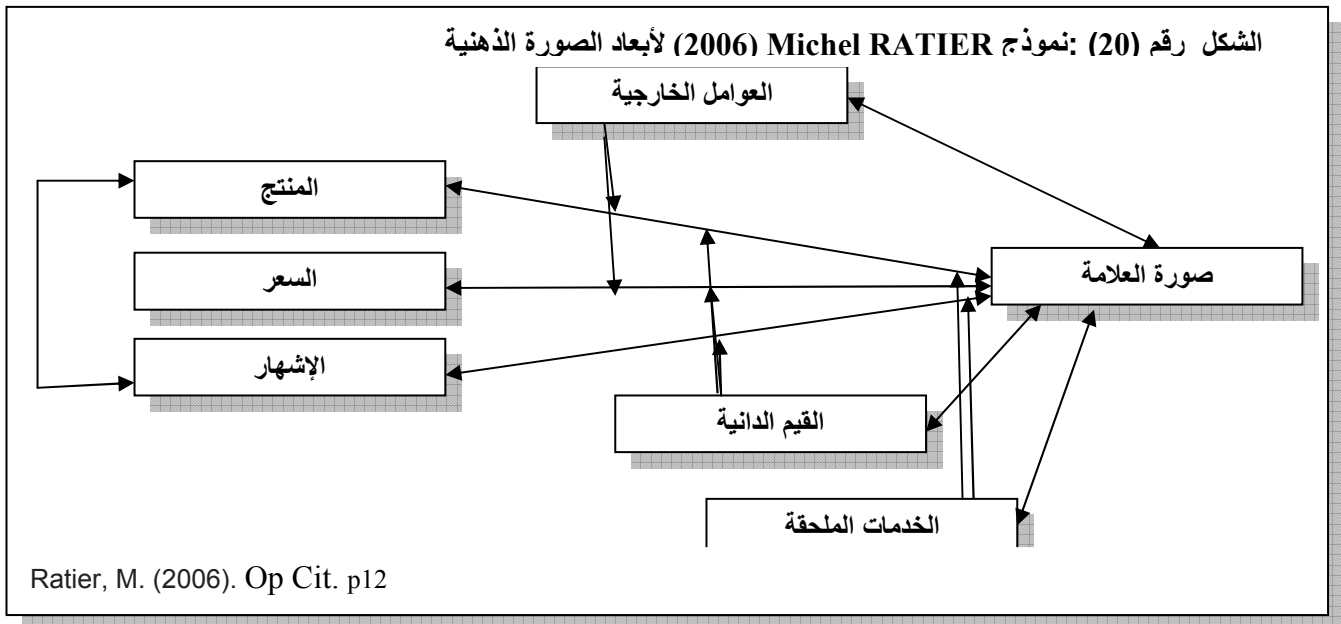 الشكل رقم (20) :نموذج Michel RATIER (2006) لأبعاد الصورة الذهنية
العوامل الخارجية
المنتج
السعر
صورة العلامة
الإشهار
القيم الدانية
الخدمات الملحقة
Ratier, M. (2006). Op Cit. p12